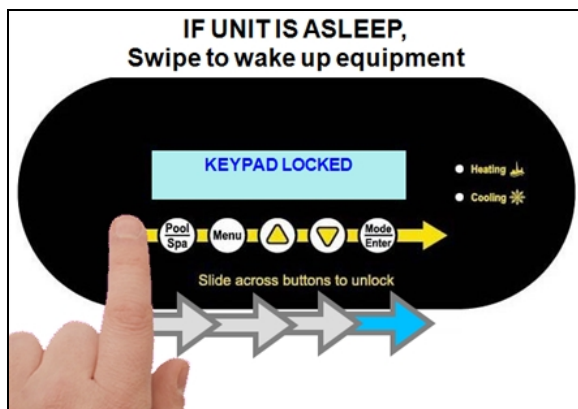 IF UNIT IS ASLEEP,
Swipe to wake up equipment
KEYPAD LOCKED
Heating
Cooling
Pool
Spa
Menu
Mode
Enter
Slide across buttons to unlock